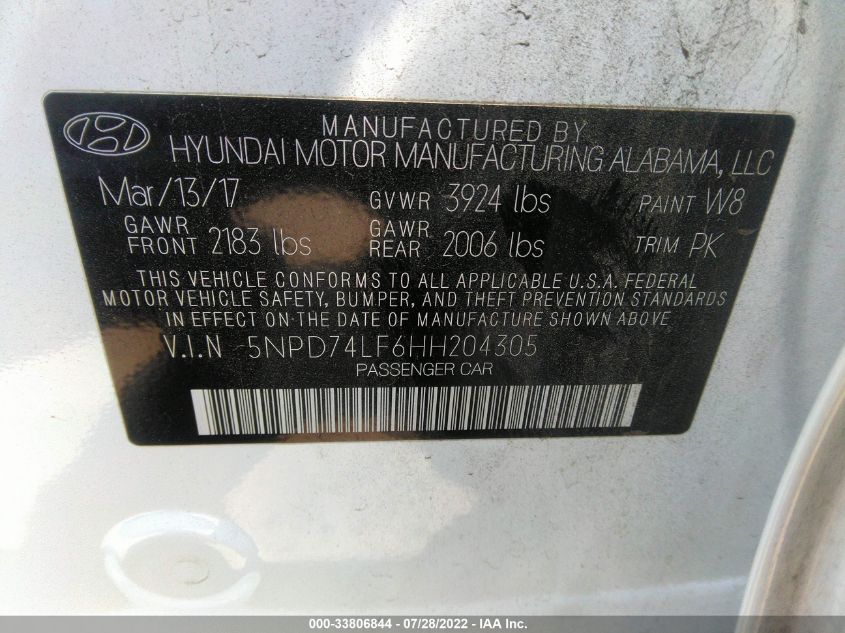 MANUFACTURED BY
HYUNDAI MOTOR MANUFACTURING ALABAMA, LLC
Mar/13/17 GVWR 3924 lbs PAINT W8
GAWR FRONT 2183 lbs GAWR REAR 2006 lbs TRIM PK
THIS VEHICLE CONFORMS TO ALL APPLICABLE U.S.A. FEDERAL
MOTOR VEHICLE SAFETY, BUMPER, AND THEFT PREVENTION STANDARDS
IN EFFECT ON THE DATE OF MANUFACTURE SHOWN ABOVE
V.I.N 5NPD74LF6HH204305
PASSENGER CAR
000-33806844 - 07/28/2022 - IAA Inc.